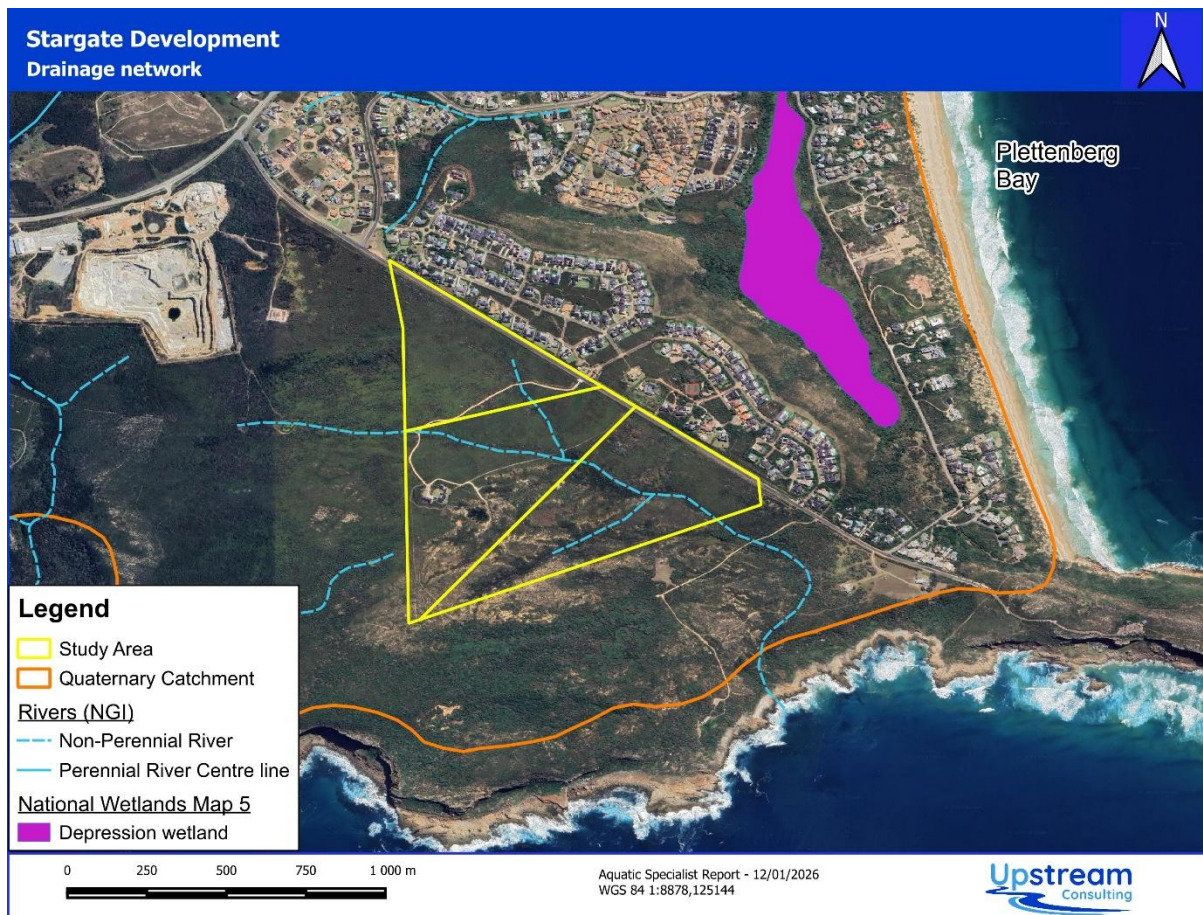 Stargate Development
Drainage network
N
Plettenberg
Bay
Legend
Study Area
Quaternary Catchment
Rivers (NGI)
Non-Perennial River
Perennial River Centre line
National Wetlands Map 5
Depression wetland
0 250 500 750 1 000 m
Aquatic Specialist Report - 12/01/2026
WGS 84 1:8878,125144
Upstream
Consulting